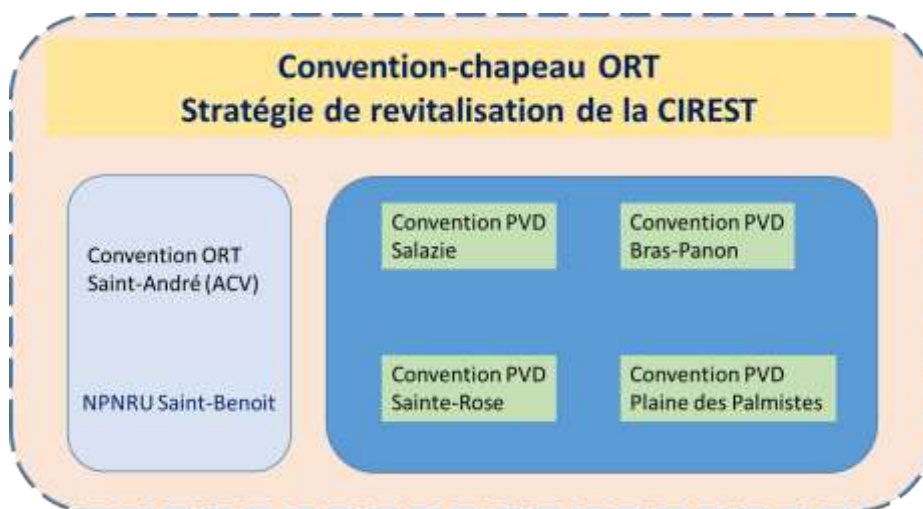 Convention-chapeau ORT
Stratégie de revitalisation de la CIREST
Convention ORT
Saint-André (ACV)
NPNRU Saint-Benoit
Convention PVD
Salazie
Convention PVD
Bras-Panon
Convention PVD
Sainte-Rose
Convention PVD
Plaine des Palmistes